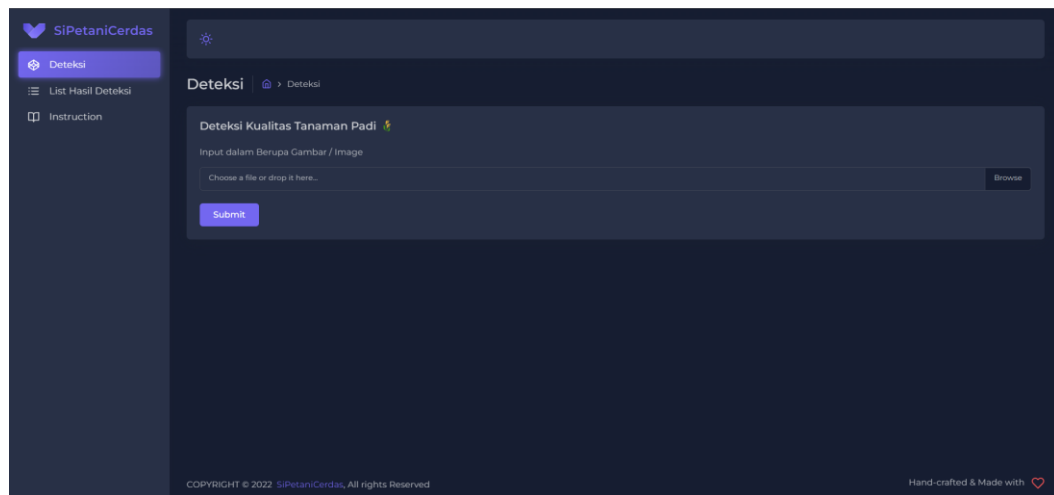 SiPetaniCerdas
Deteksi
List Hasil Deteksi
Instruction
Deteksi
Deteksi
Deteksi Kualitas Tanaman Padi
Input dalam Berupa Gambar / Image
Choose a file or drop it here...
Browse
Submit
COPYRIGHT © 2022 SiPetaniCerdas, All rights Reserved
Hand-crafted & Made with